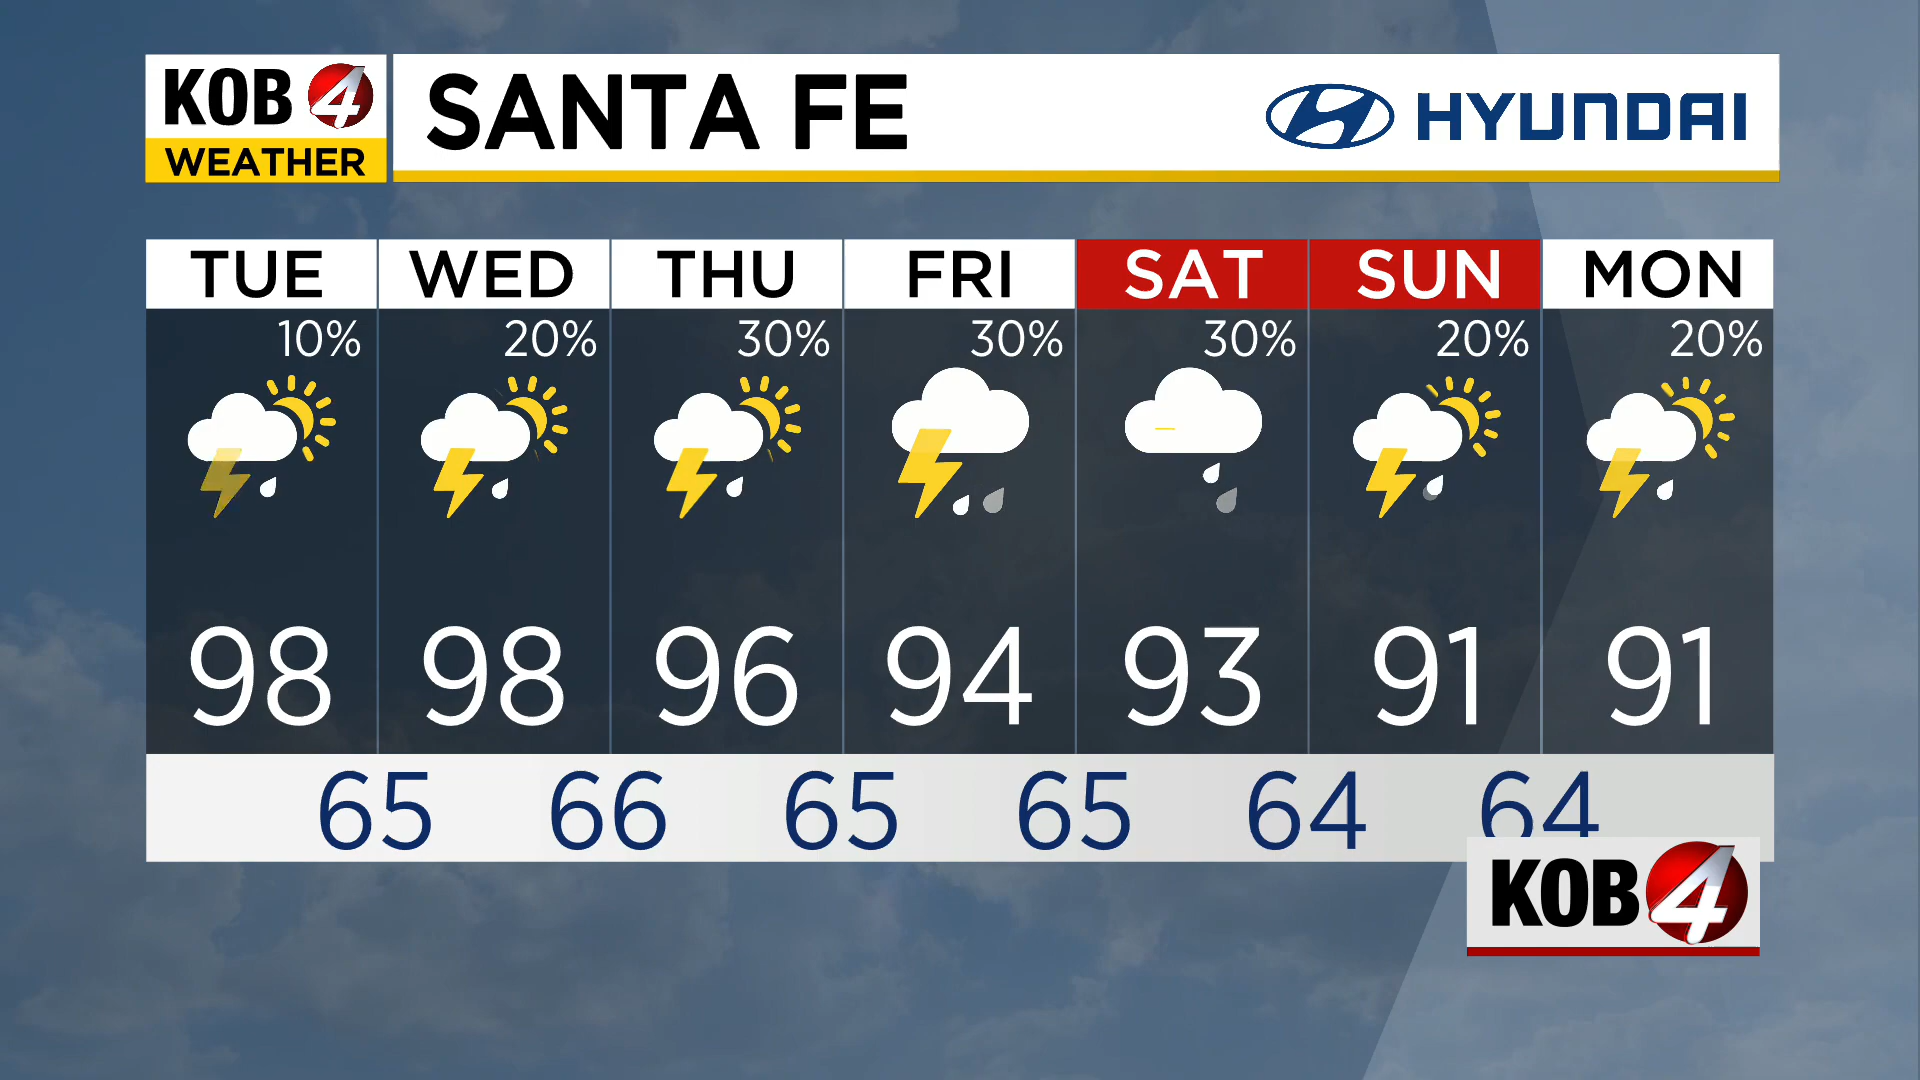 KOB 4
WEATHER
SANTA FE
HYUNDAI
TUE WED THU FRI SAT SUN MON
10% 20% 30% 30% 30% 20% 20%
98 98 96 94 93 91 91
65 66 65 65 64 64
KOB 4